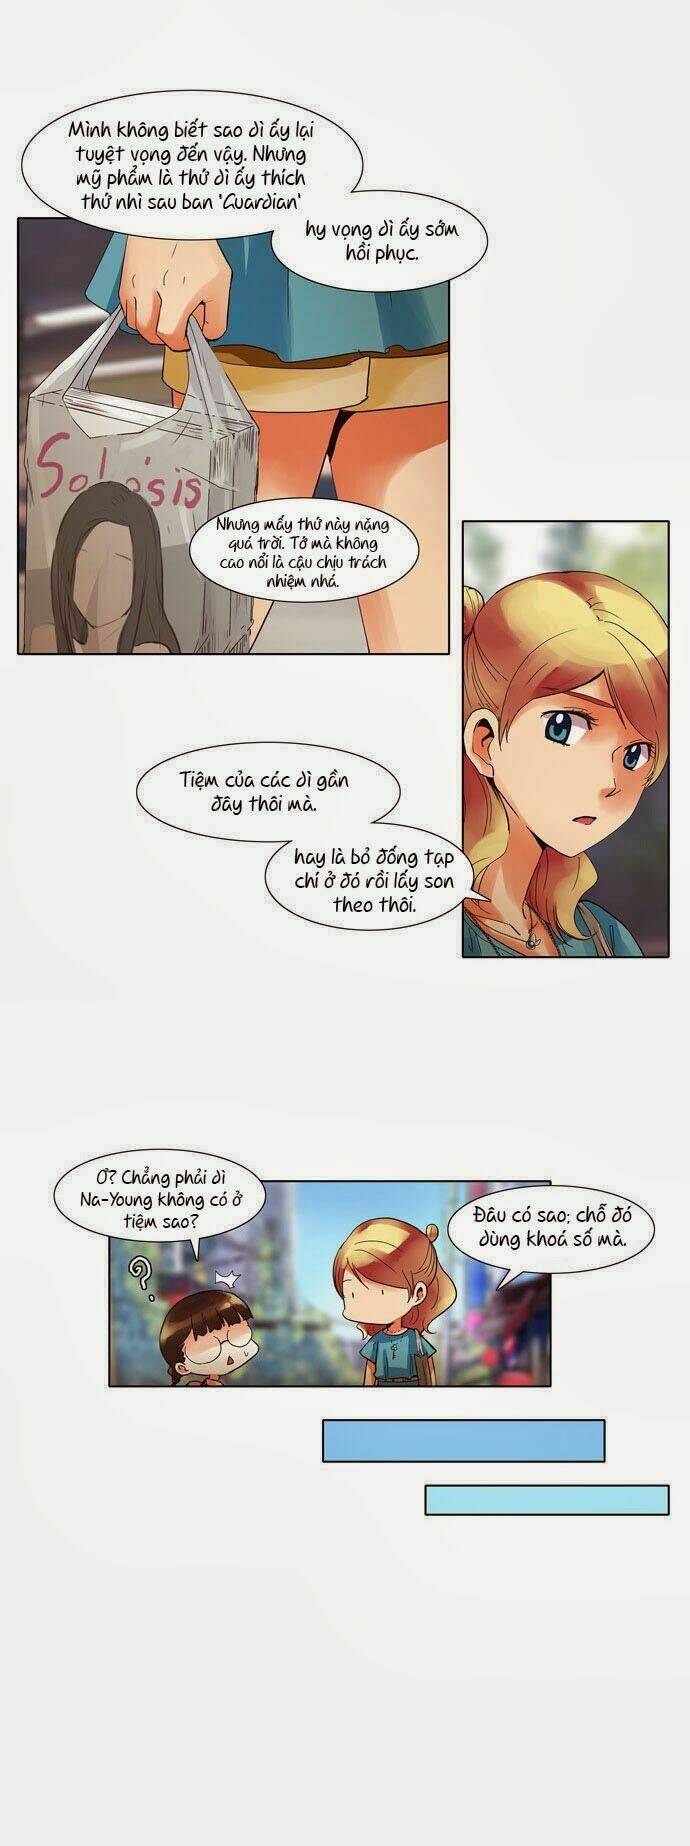 Mình không biết sao dì ấy lại
tuyệt vọng đến vậy. Nhưng
mỹ phẩm là thứ dì ấy thích
thứ nhì sau ban 'Guardian'
hy vọng dì ấy sớm
hồi phục.
Nhưng mấy thứ này nặng
quá trời. Tớ mà không
cao nổi là cậu chịu trách
nhiệm nhá.
Tiệm của các dì gần
đây thôi mà.
hay là bỏ đống tạp
chí ở đó rồi lấy son
theo thôi.
Ơ? Chẳng phải dì
Na-Young không có ở
tiệm sao?
Đâu có sao; chỗ đó
dùng khoá số mà.
?